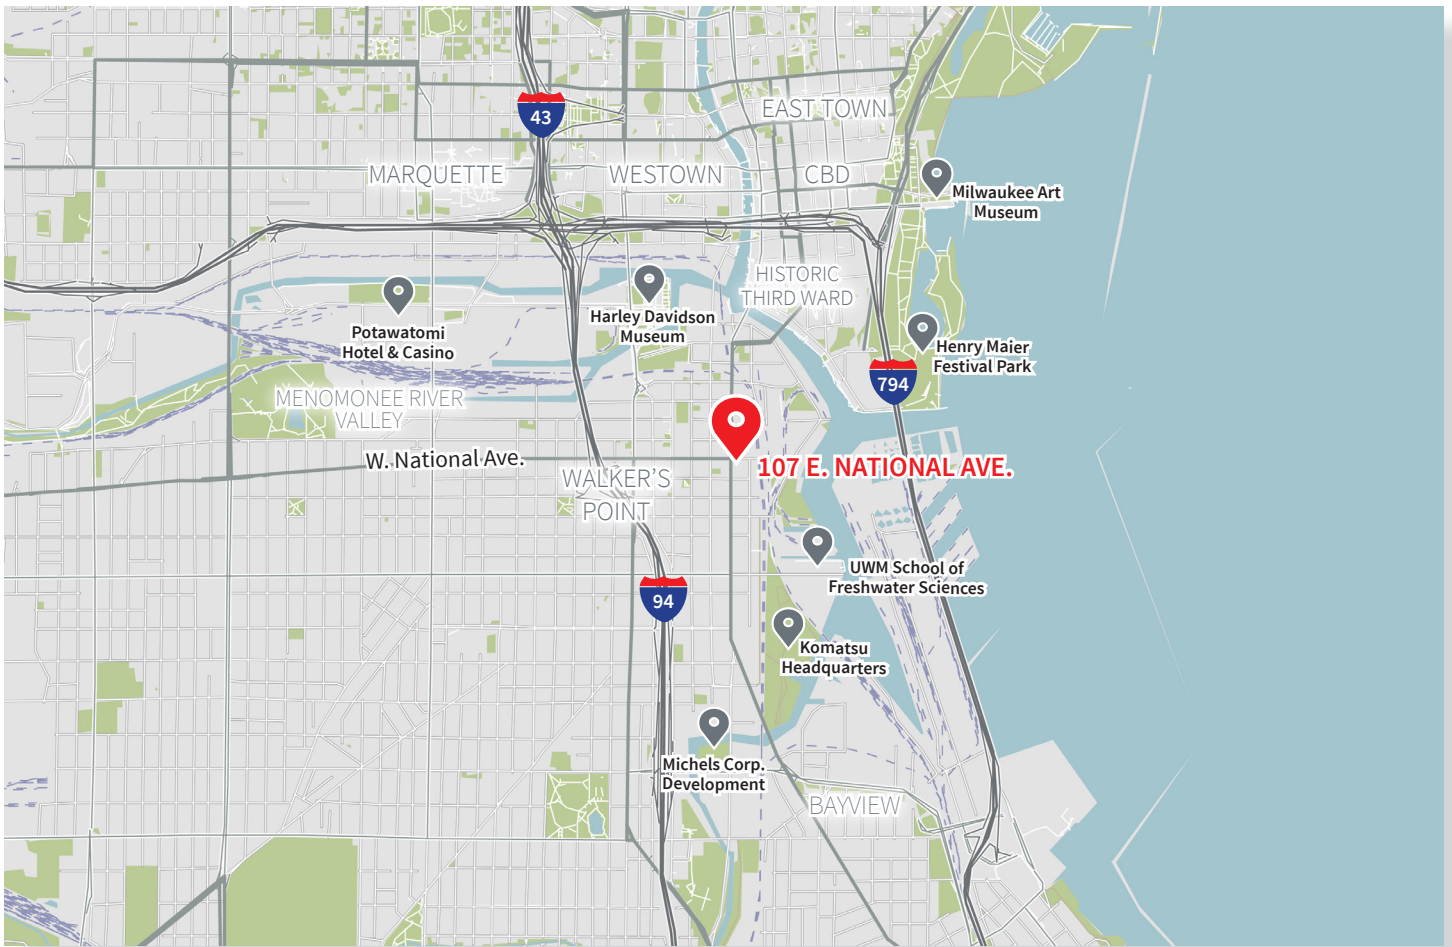 EAST TOWN
43
MARQUETTE
WESTOWN
CBD
Milwaukee Art
Museum
HISTORIC
THIRD WARD
Harley Davidson
Museum
Potawatomi
Hotel & Casino
Henry Maier
Festival Park
794
MENOMONEE RIVER
VALLEY
W. National Ave.
107 E. NATIONAL AVE.
WALKER'S
POINT
UWM School of
Freshwater Sciences
94
Komatsu
Headquarters
Michels Corp.
Development
BAYVIEW